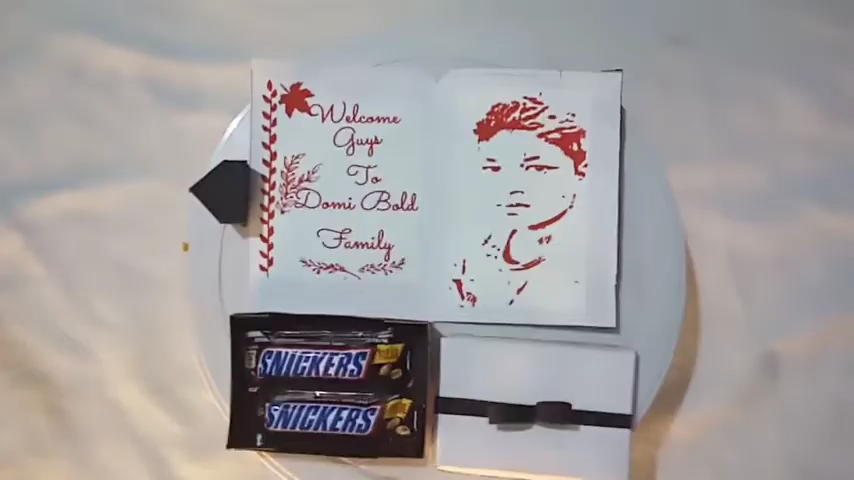 Welcome
Guys
To
Domi Bold
Family
SNICKERS
SNICKERS